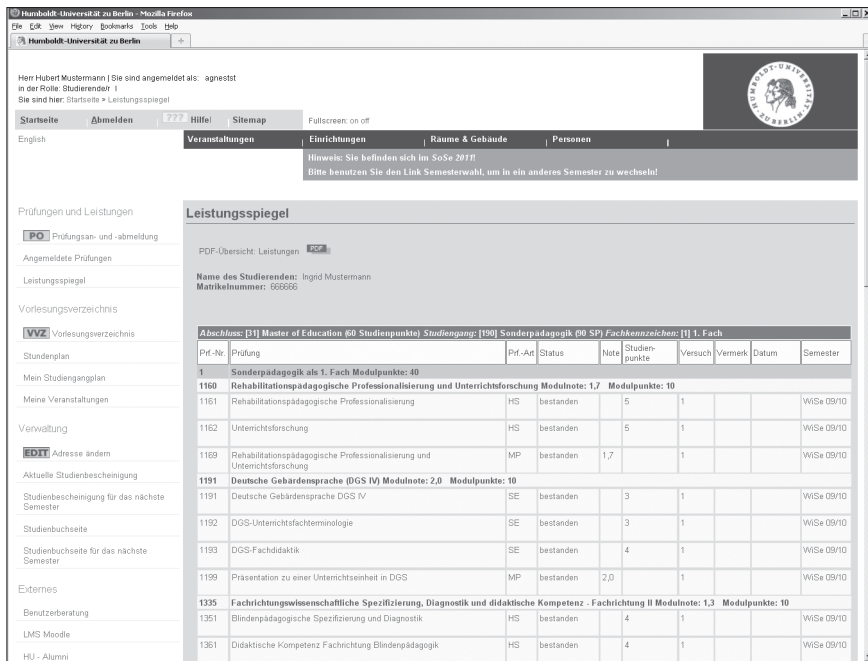 Humboldt-Universität zu Berlin - Mozilla Firefox
File Edit View History Bookmarks Tools Help
Humboldt-Universität zu Berlin
Herr Hubert Mustermann | Sie sind angemeldet als: agnestst
in der Rolle: Studierende/r I
Sie sind hier: Startseite > Leistungsspiegel
Startseite Abmelden ??? Hilfe! Sitemap Fullscreen: on off
English
Veranstaltungen Einrichtungen Räume & Gebäude Personen
Hinweis: Sie befinden sich im SoSe 2011!
Bitte benutzen Sie den Link Semesterwahl, um in ein anderes Semester zu wechseln!
HUMBOLDT-UNIVERSITÄT ZU BERLIN
Prüfungen und Leistungen
PO Prüfungsan- und -abmeldung
Angemeldete Prüfungen
Leistungsspiegel
Vorlesungsverzeichnis
VVZ Vorlesungsverzeichnis
Stundenplan
Mein Studiengangplan
Meine Veranstaltungen
Verwaltung
EDIT Adresse ändern
Aktuelle Studienbescheinigung
Studienbescheinigung für das nächste
Semester
Studienbuchseite
Studienbuchseite für das nächste
Semester
Externes
Benutzerberatung
LMS Moodle
HU - Alumni
Leistungsspiegel
PDF-Übersicht: Leistungen PDF
Name des Studierenden: Ingrid Mustermann
Matrikelnummer: 666666
Abschluss: [31] Master of Education (60 Studienpunkte) Studiengang: [190] Sonderpädagogik (90 SP) Fachkennzeichen: [1] 1. Fach
Prf.-Nr. Prüfung Prf.-Art Status Note Studien-punkte Versuch Vermerk Datum Semester
1 Sonderpädagogik als 1. Fach Modulpunkte: 40
1160 Rehabilitationspädagogische Professionalisierung und Unterrichtsforschung Modulnote: 1,7 Modulpunkte: 10
1161 Rehabilitationspädagogische Professionalisierung HS bestanden 5 1 WiSe 09/10
1162 Unterrichtsforschung HS bestanden 5 1 WiSe 09/10
1169 Rehabilitationspädagogische Professionalisierung und MP bestanden 1,7 1 WiSe 09/10
Unterrichtsforschung
1191 Deutsche Gebärdensprache (DGS IV) Modulnote: 2,0 Modulpunkte: 10
1191 Deutsche Gebärdensprache DGS IV SE bestanden 3 1 WiSe 09/10
1192 DGS-Unterrichtsfachterminologie SE bestanden 3 1 WiSe 09/10
1193 DGS-Fachdidaktik SE bestanden 4 1 WiSe 09/10
1199 Präsentation zu einer Unterrichtseinheit in DGS MP bestanden 2,0 1 WiSe 09/10
1335 Fachrichtungswissenschaftliche Spezifizierung, Diagnostik und didaktische Kompetenz - Fachrichtung II Modulnote: 1,3 Modulpunkte: 10
1351 Blindenpädagogische Spezifizierung und Diagnostik HS bestanden 4 1 WiSe 09/10
1361 Didaktische Kompetenz Fachrichtung Blindenpädagogik HS bestanden 4 1 WiSe 09/10